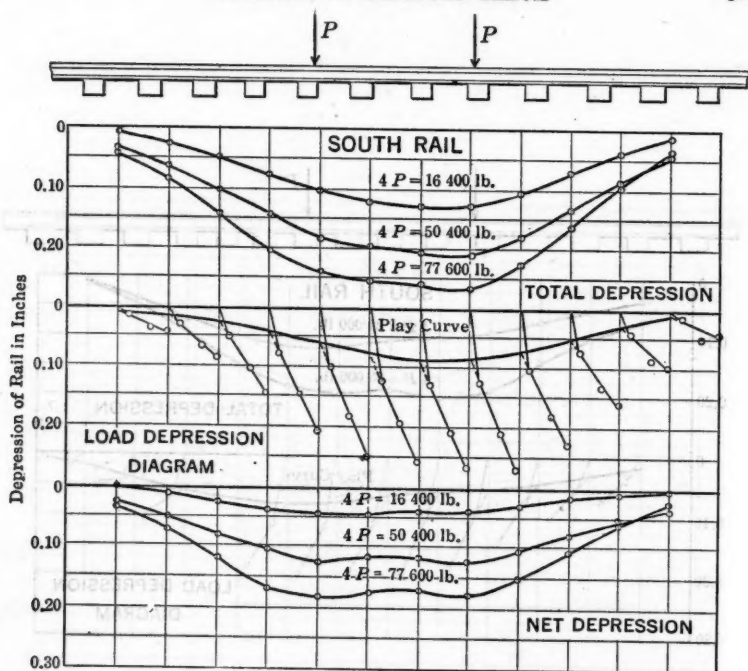 P P
0
SOUTH RAIL
4 P = 16 400 lb.
0.10
4 P = 50 400 lb.
0.20
4 P = 77 600 lb.
TOTAL DEPRESSION
0
Play Curve
0.10
0.20
LOAD DEPRESSION
DIAGRAM
0
4 P = 16 400 lb.
4 P = 50 400 lb.
0.10
4 P = 77 600 lb.
0.20
NET DEPRESSION
0.30
Depression of Rail in Inches